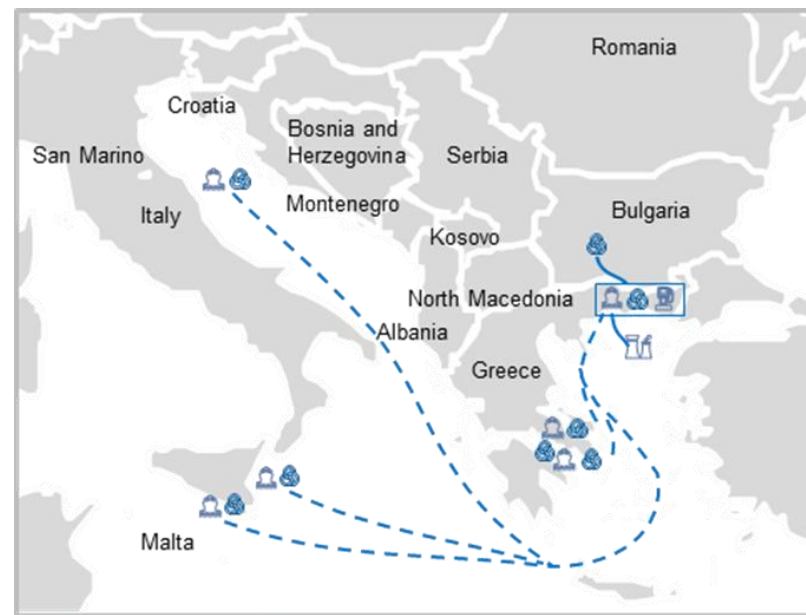 Romania
Croatia
Bosnia and
Herzegovina
San Marino
Serbia
Italy
Montenegro
Bulgaria
Kosovo
North Macedonia
Albania
Greece
Malta